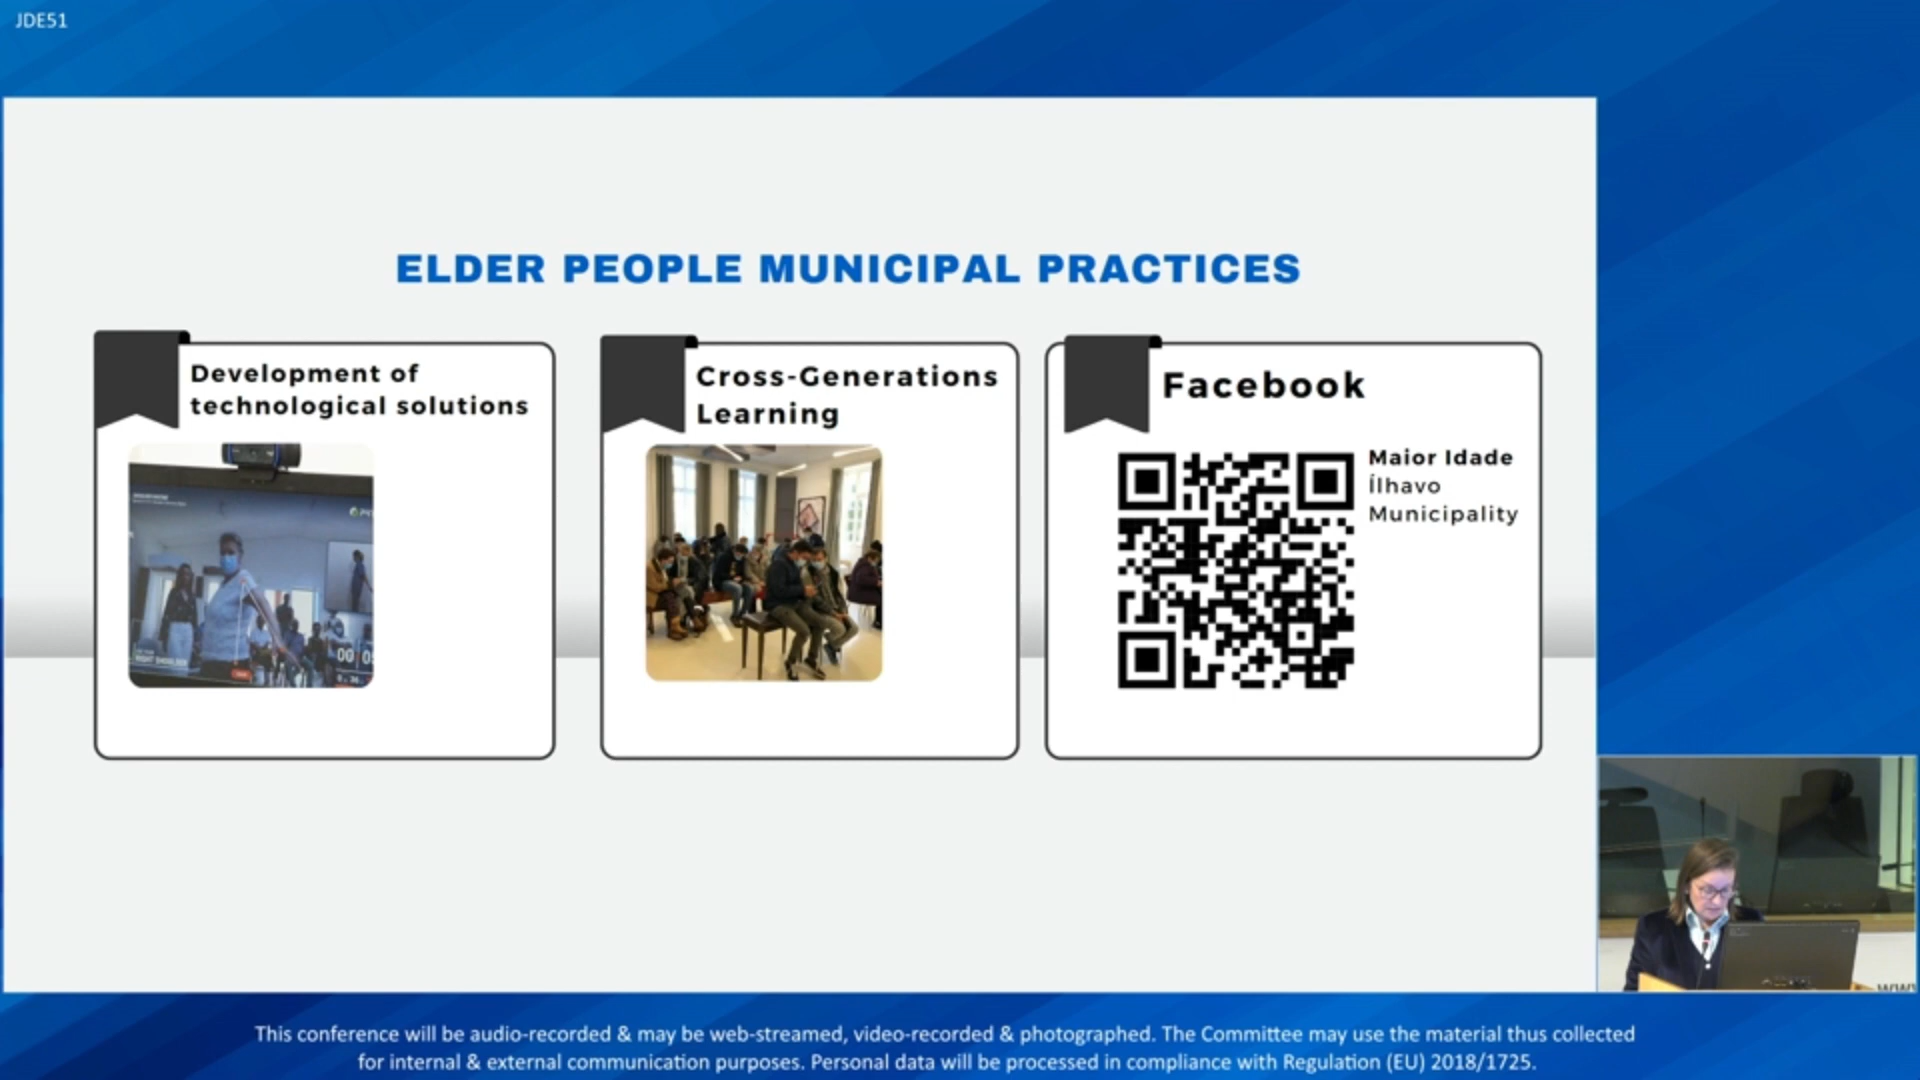 JDE51
ELDER PEOPLE MUNICIPAL PRACTICES
Development of
technological solutions
Cross-Generations
Learning
Facebook
Maior Idade
Ílhavo
Municipality
RIGHT SHOULDER
This conference will be audio-recorded & may be web-streamed, video-recorded & photographed. The Committee may use the material thus collected
for internal & external communication purposes. Personal data will be processed in compliance with Regulation (EU) 2018/1725.